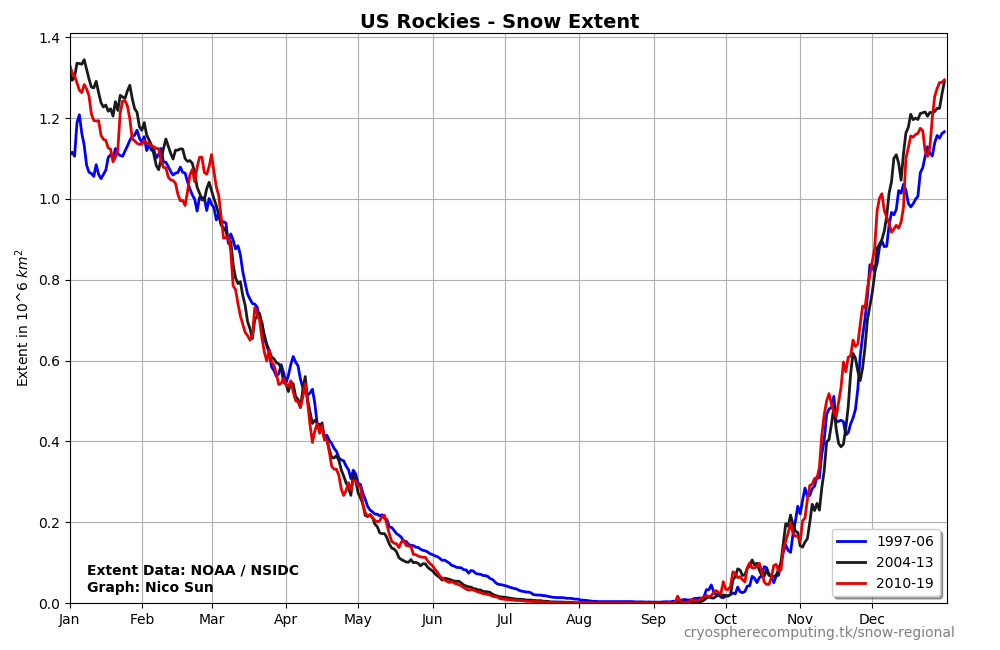 US Rockies - Snow Extent
1.4
1.2
1.0
0.8
0.6
0.4
0.2
0.0
Extent in 10^6 km²
Extent Data: NOAA / NSIDC
Graph: Nico Sun
1997-06
2004-13
2010-19
Jan Feb Mar Apr May Jun Jul Aug Sep Oct Nov Dec
cryospherecomputing.tk/snow-regional